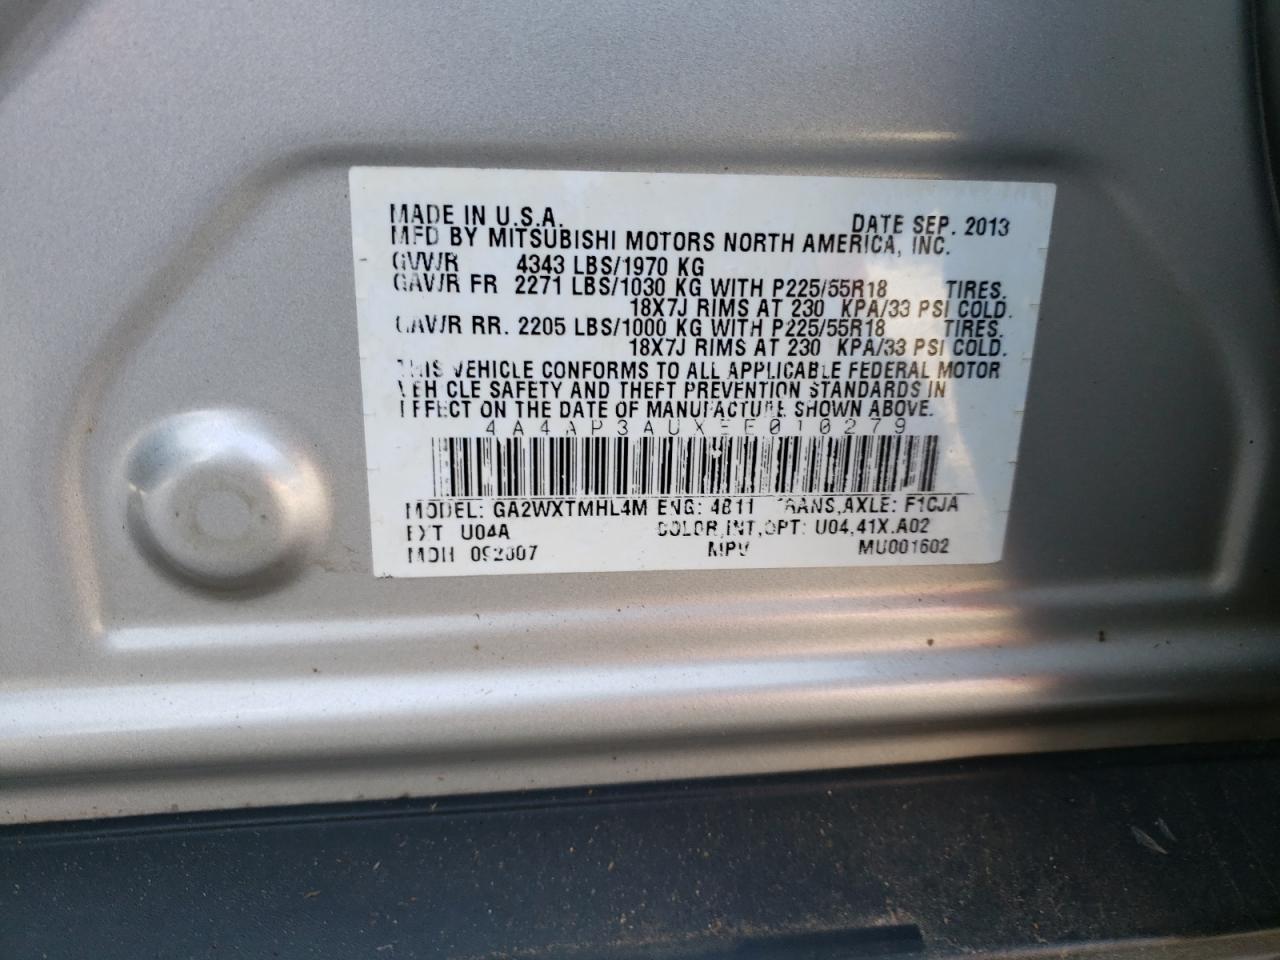 MADE IN U.S.A. DATE SEP. 2013
MFD BY MITSUBISHI MOTORS NORTH AMERICA, INC.
GVWR 4343 LBS/1970 KG
GAWR FR 2271 LBS/1030 KG WITH P225/55R18 TIRES.
18X7J RIMS AT 230 KPA/33 PSI COLD.
GAWR RR. 2205 LBS/1000 KG WITH P225/55R18 TIRES.
18X7J RIMS AT 230 KPA/33 PSI COLD.
THIS VEHICLE CONFORMS TO ALL APPLICABLE FEDERAL MOTOR
VEHICLE SAFETY AND THEFT PREVENTION STANDARDS IN
EFFECT ON THE DATE OF MANUFACTURE SHOWN ABOVE.
4A4AP3AUXEE010279
MODEL: GA2WXTMHL4M ENG: 4B11 TRANS,AXLE: F1CJA
EXT U04A COLOR,INT,OPT: U04,41X,A02
MDH MPV MU001602